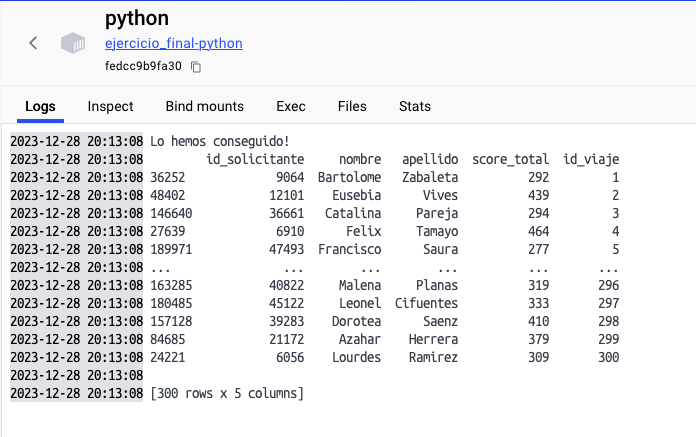 python
ejercicio_final-python
fedcc9b9fa30
Logs Inspect Bind mounts Exec Files Stats
2023-12-28 20:13:08 Lo hemos conseguido!
2023-12-28 20:13:08 id_solicitante nombre apellido score_total id_viaje
2023-12-28 20:13:08 36252 9064 Bartolome Zabaleta 292 1
2023-12-28 20:13:08 48402 12101 Eusebia Vives 439 2
2023-12-28 20:13:08 146640 36661 Catalina Pareja 294 3
2023-12-28 20:13:08 27639 6910 Felix Tamayo 464 4
2023-12-28 20:13:08 189971 47493 Francisco Saura 277 5
2023-12-28 20:13:08 ... ... ... ... ... ...
2023-12-28 20:13:08 163285 40822 Malena Planas 319 296
2023-12-28 20:13:08 180485 45122 Leonel Cifuentes 333 297
2023-12-28 20:13:08 157128 39283 Dorotea Saenz 410 298
2023-12-28 20:13:08 84685 21172 Azahar Herrera 379 299
2023-12-28 20:13:08 24221 6056 Lourdes Ramirez 309 300
2023-12-28 20:13:08
2023-12-28 20:13:08 [300 rows x 5 columns]